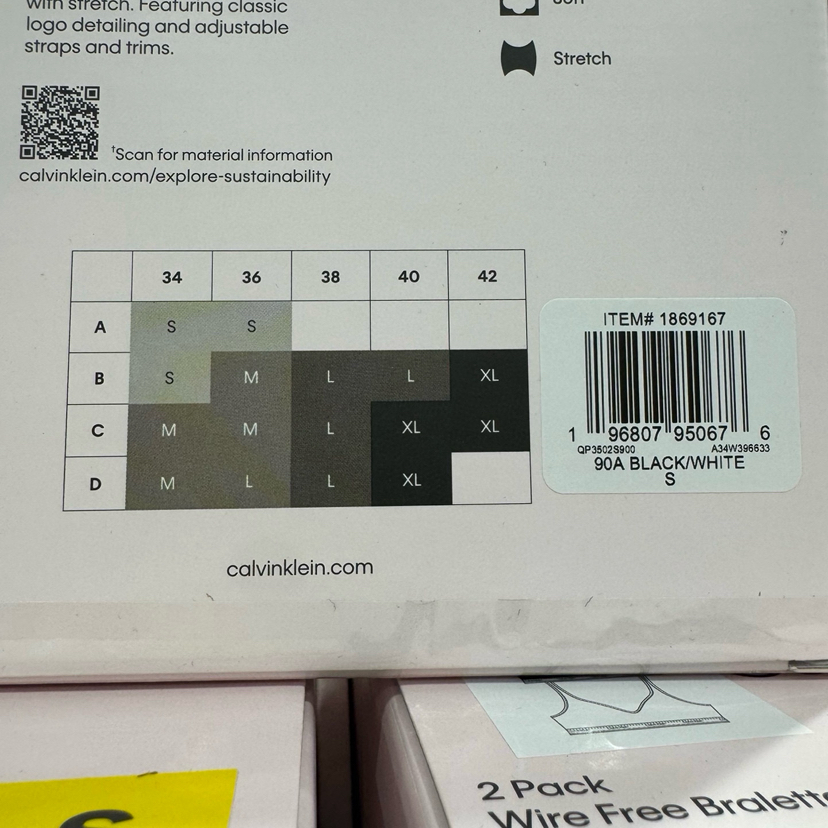 with stretch. Featuring classic
logo detailing and adjustable
straps and trims.
Stretch
†Scan for material information
calvinklein.com/explore-sustainability
34 36 38 40 42
A S S
B S M L L XL
C M M L XL XL
D M L L XL
ITEM# 1869167
1 96807 95067 6
QP3502S900 A34W396633
90A BLACK/WHITE
S
calvinklein.com
2 Pack
Wire Free Bralette